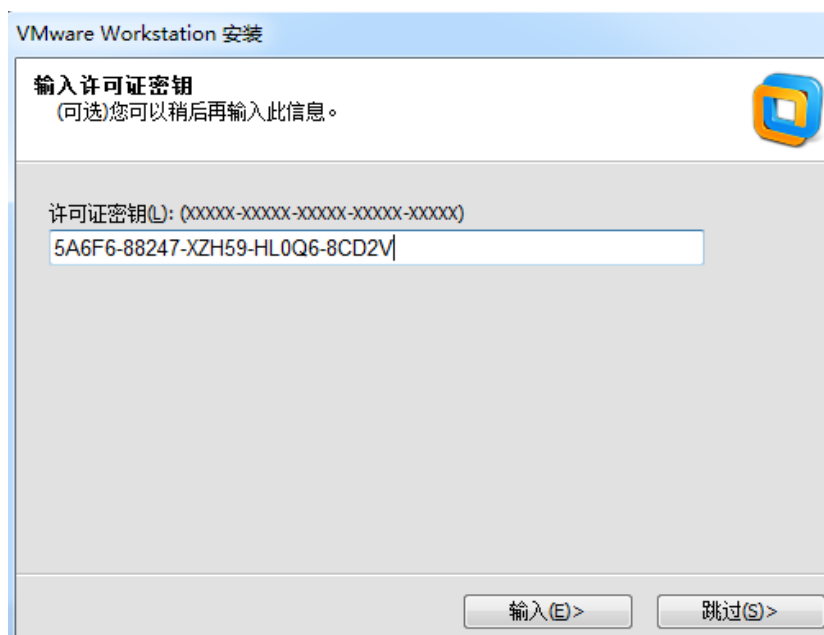 VMware Workstation 安装
输入许可证密钥
(可选)您可以稍后再输入此信息。
许可证密钥(L): (XXXXX-XXXXX-XXXXX-XXXXX-XXXXX)
5A6F6-88247-XZH59-HL0Q6-8CD2V
输入(E)>
跳过(S)>